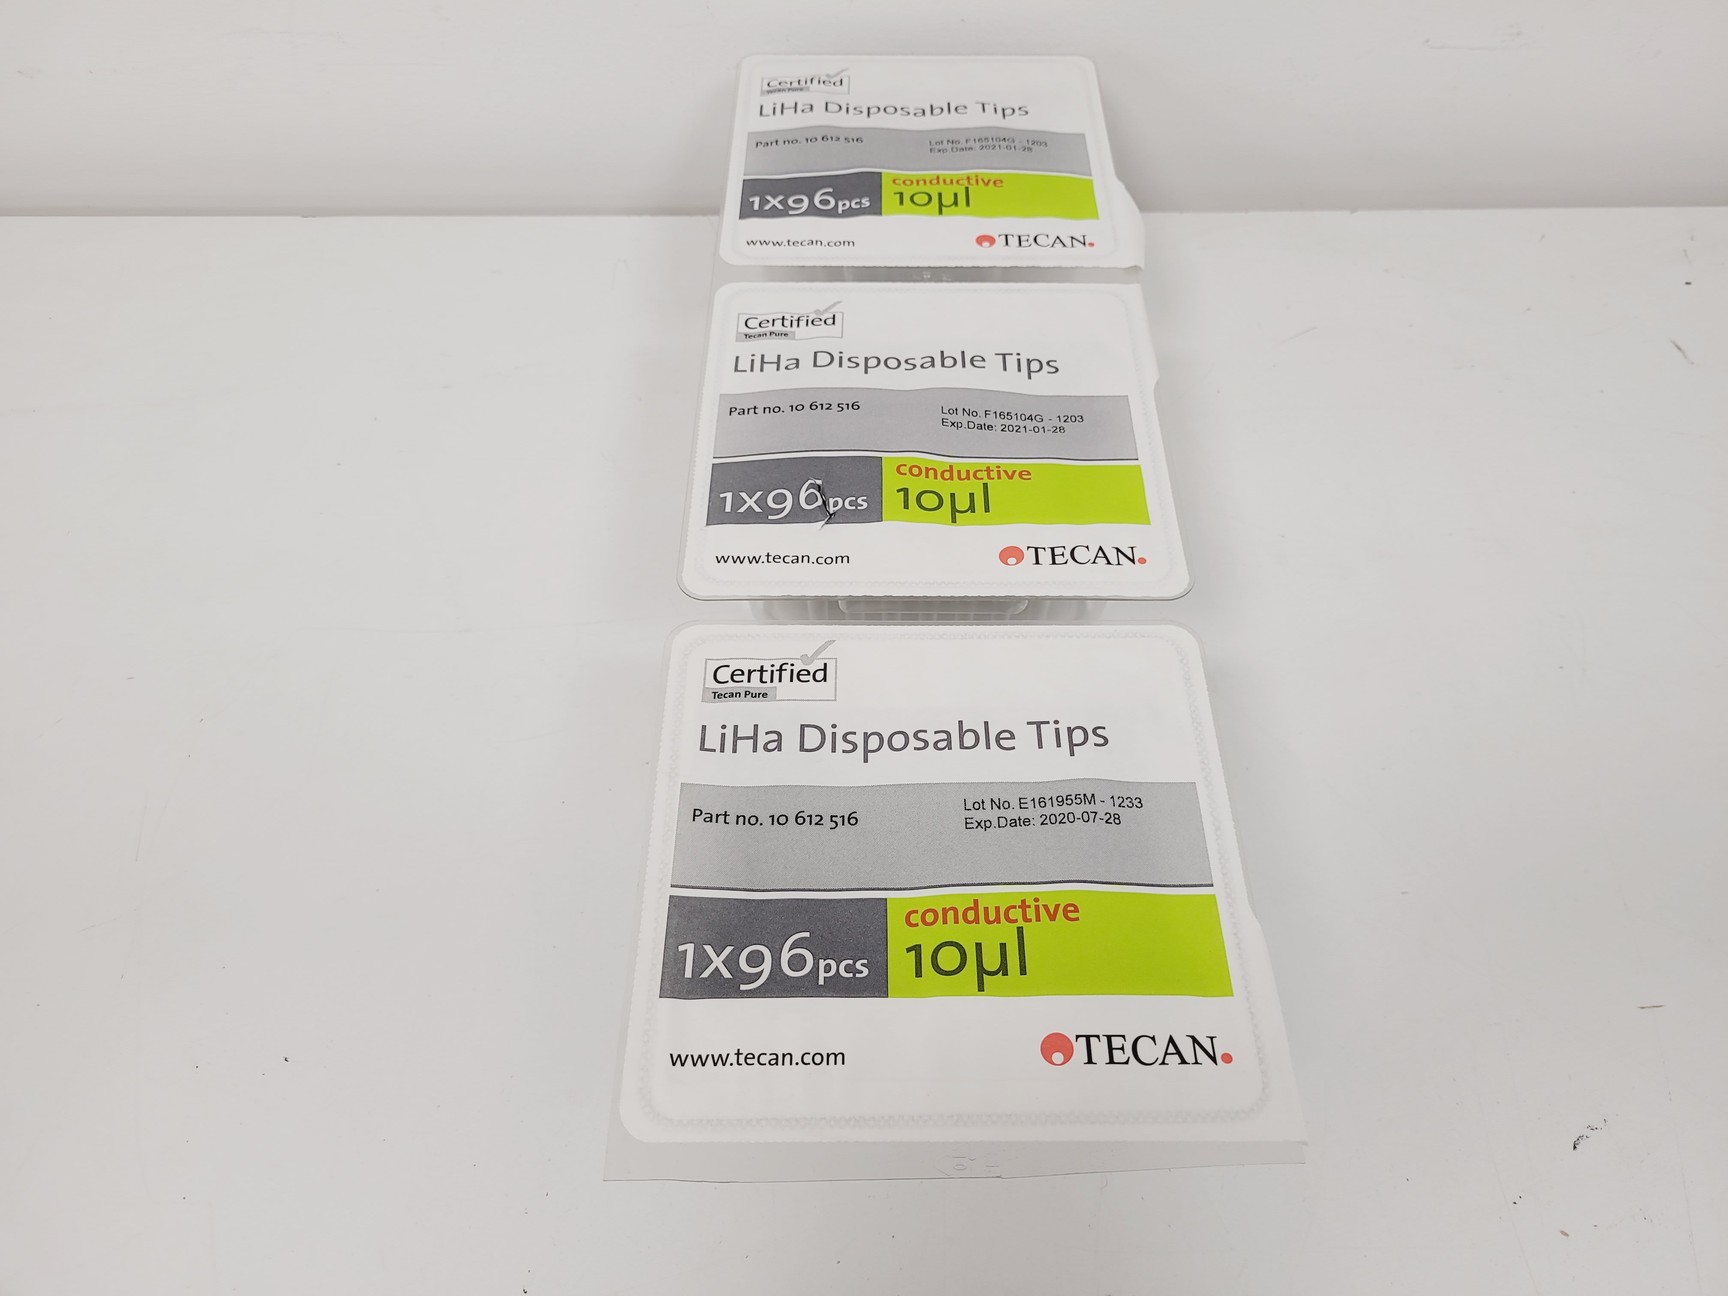 Certified
Tecan Pure
LiHa Disposable Tips
Part no. 10 612 516
Lot No. F165104G - 1203
Exp.Date: 2021-01-28
1x96pcs
conductive
10µl
www.tecan.com
TECAN.
Certified
Tecan Pure
LiHa Disposable Tips
Part no. 10 612 516
Lot No. F165104G - 1203
Exp.Date: 2021-01-28
1x96pcs
conductive
10µl
www.tecan.com
TECAN.
Certified
Tecan Pure
LiHa Disposable Tips
Part no. 10 612 516
Lot No. E161955M - 1233
Exp.Date: 2020-07-28
1x96pcs
conductive
10µl
www.tecan.com
TECAN.